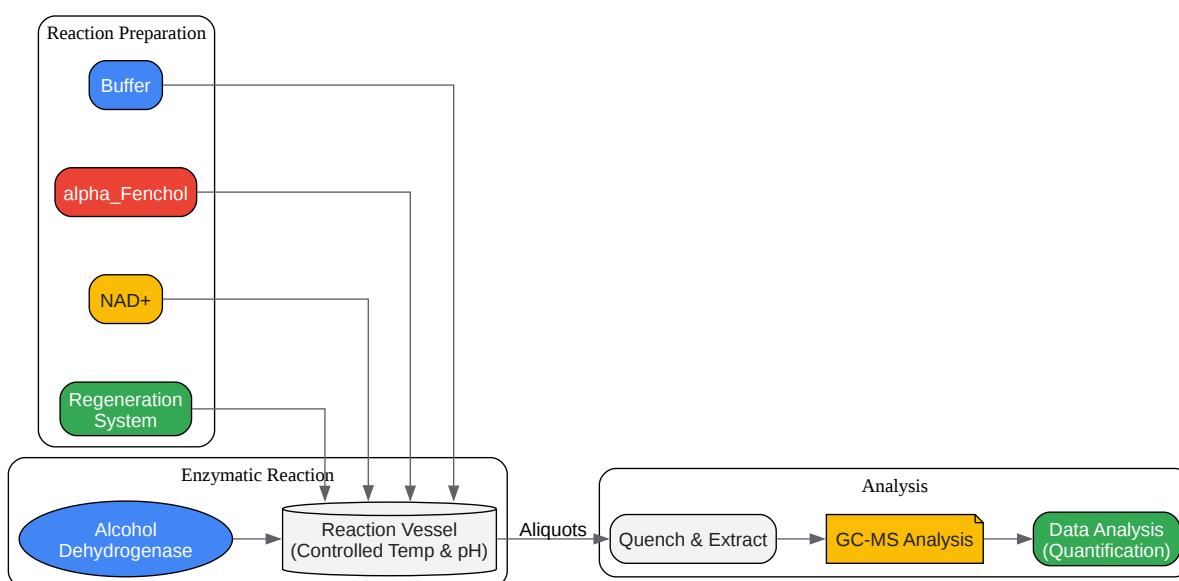 Reaction Preparation
Buffer
alpha_Fenchol
NAD+
Regeneration
System
Enzymatic Reaction
Alcohol
Dehydrogenase
Reaction Vessel
(Controlled Temp & pH)
Aliquots
Analysis
Quench & Extract
GC-MS Analysis
Data Analysis
(Quantification)